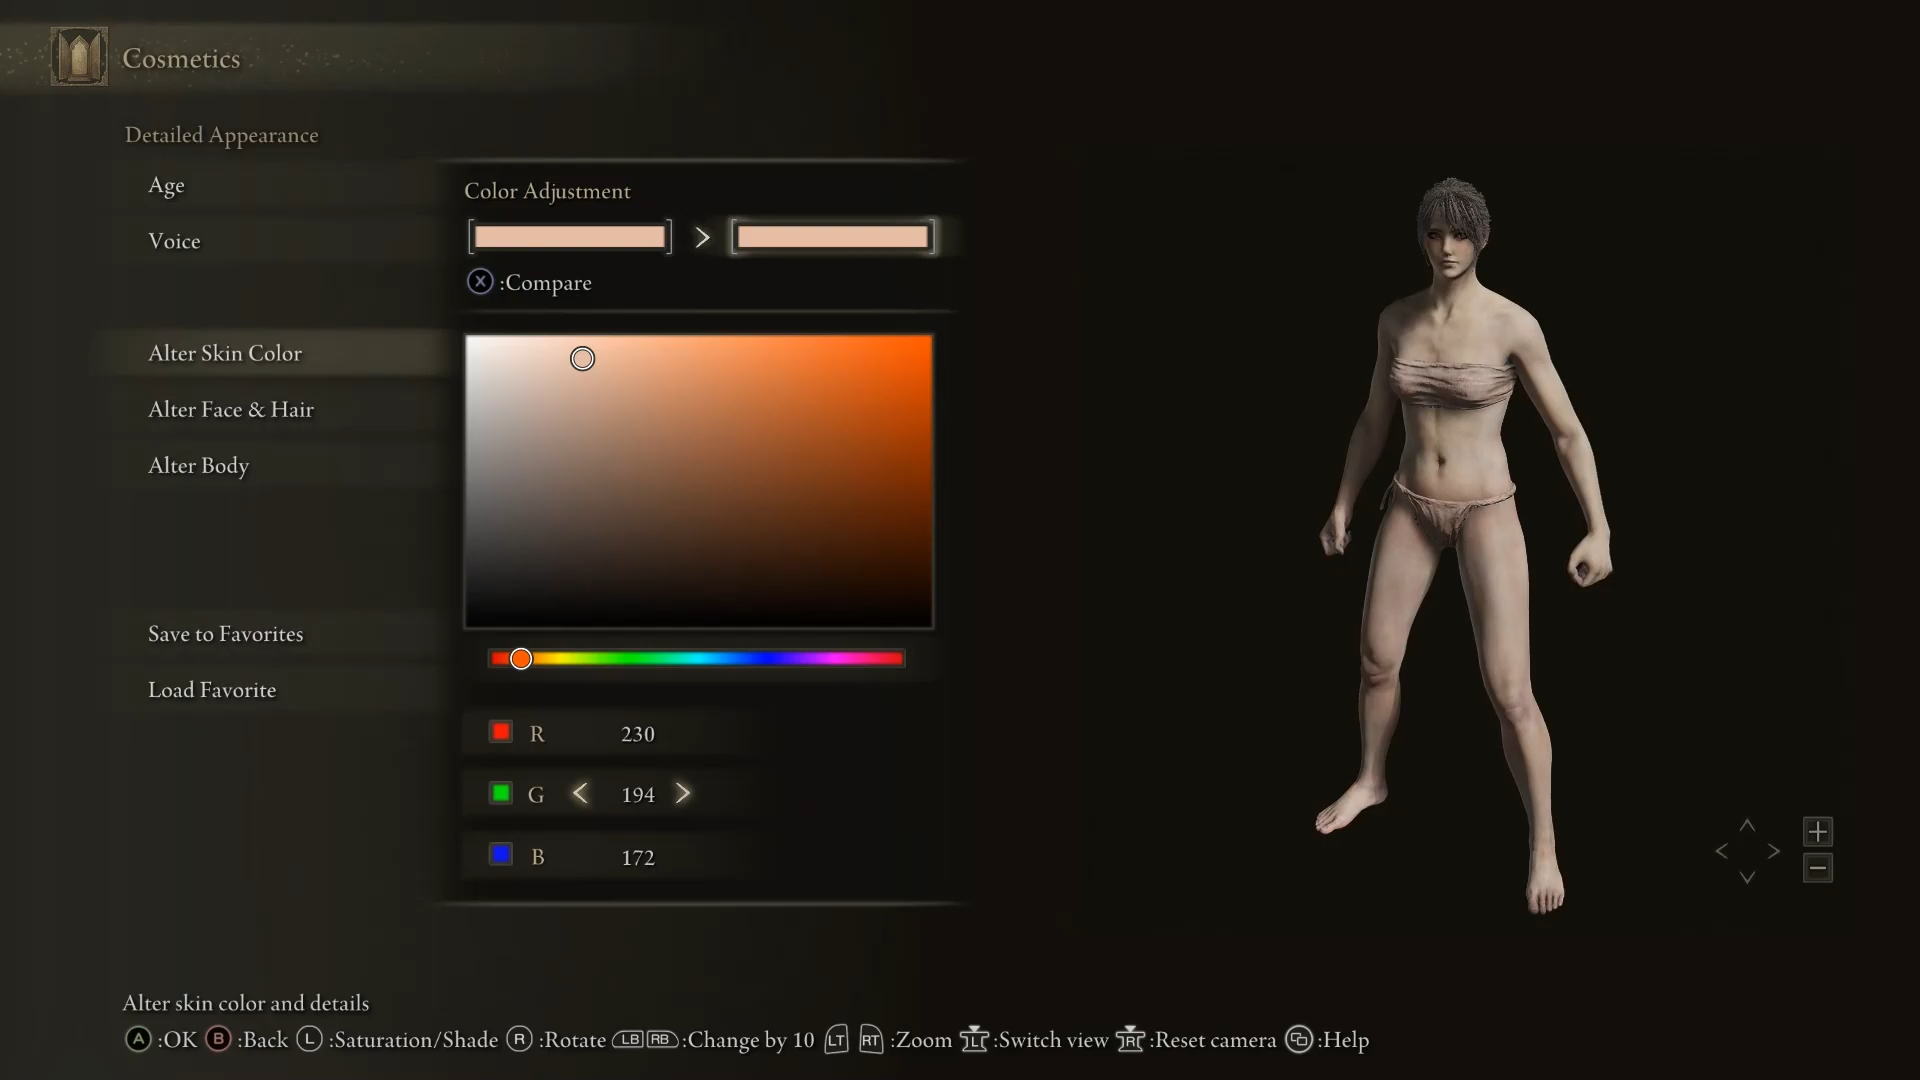 Cosmetics
Detailed Appearance
Age
Voice
Alter Skin Color
Alter Face & Hair
Alter Body
Save to Favorites
Load Favorite
Color Adjustment
X :Compare
R 230
G 194
B 172
Alter skin color and details
A :OK B :Back L :Saturation/Shade R :Rotate LB RB :Change by 10 LT RT :Zoom L :Switch view R :Reset camera :Help